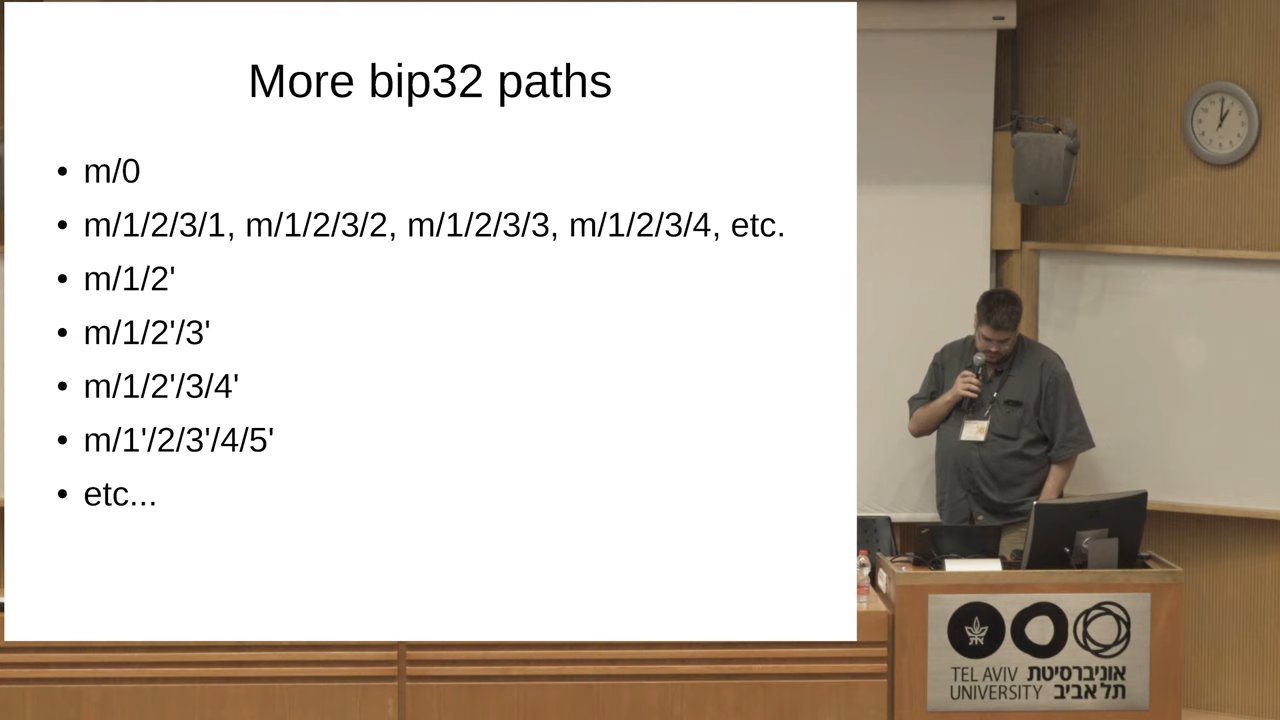 More bip32 paths
• m/0
• m/1/2/3/1, m/1/2/3/2, m/1/2/3/3, m/1/2/3/4, etc.
• m/1/2'
• m/1/2'/3'
• m/1/2'/3/4'
• m/1'/2/3'/4/5'
• etc...
TEL AVIV אוניברסיטת
UNIVERSITY תל אביב